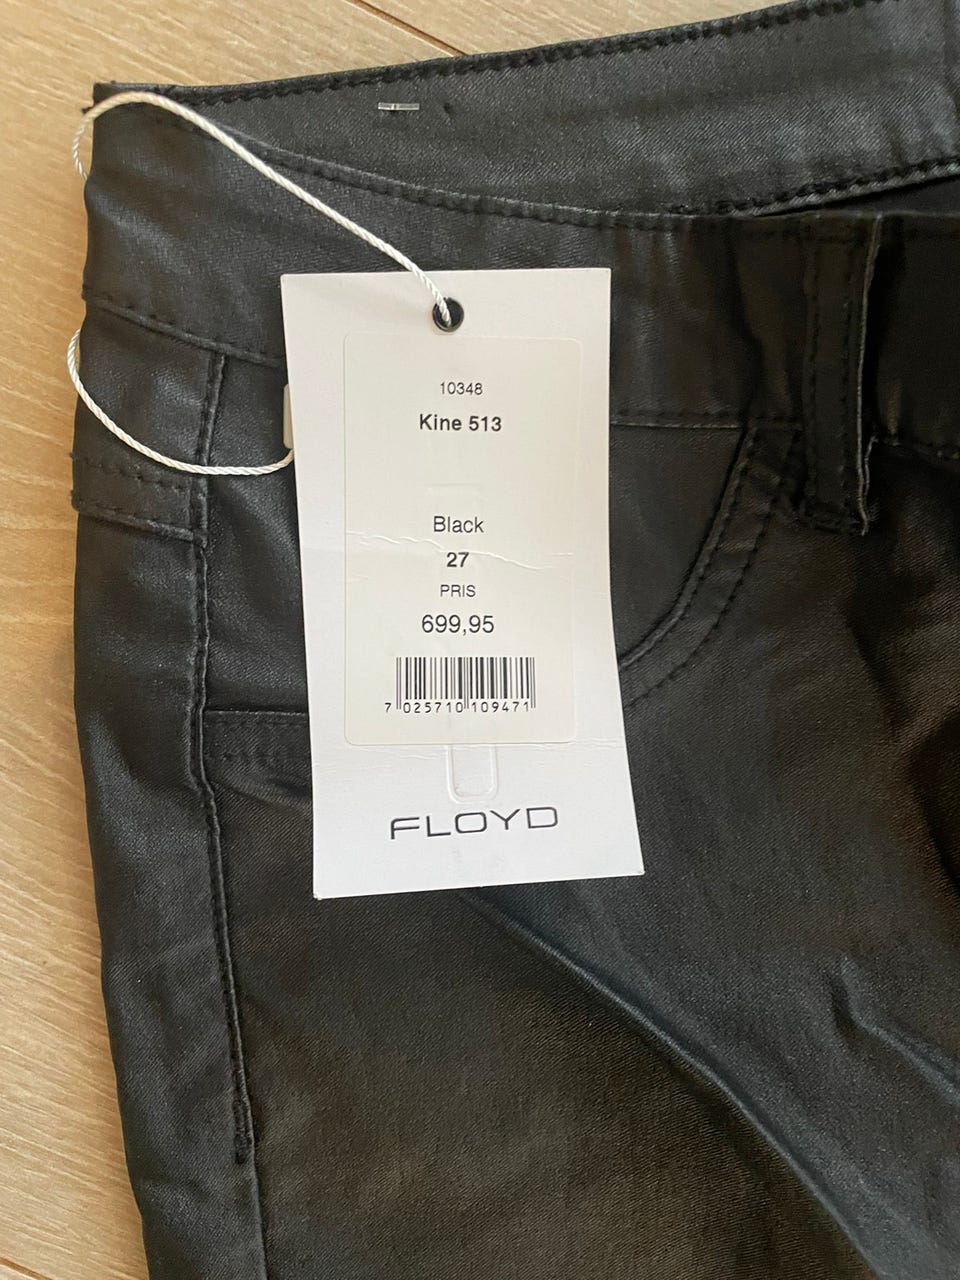 10348
Kine 513
Black
27
PRIS
699,95
7 025710 109471
FLOYD